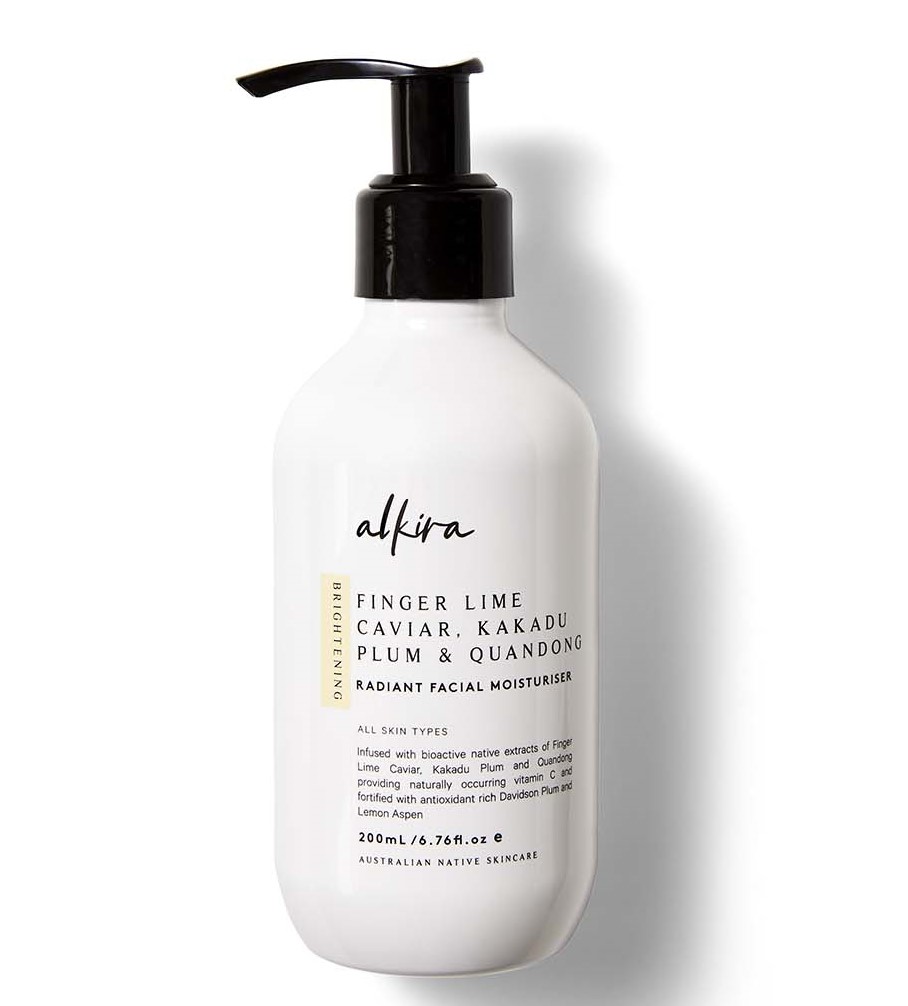 alkira
BRIGHTENING
FINGER LIME
CAVIAR, KAKADU
PLUM & QUANDONG
RADIANT FACIAL MOISTURISER
ALL SKIN TYPES
Infused with bioactive native extracts of Finger
Lime Caviar, Kakadu Plum and Quandong
providing naturally occurring vitamin C and
fortified with antioxidant rich Davidson Plum and
Lemon Aspen
200mL/6.76fl.oz e
AUSTRALIAN NATIVE SKINCARE